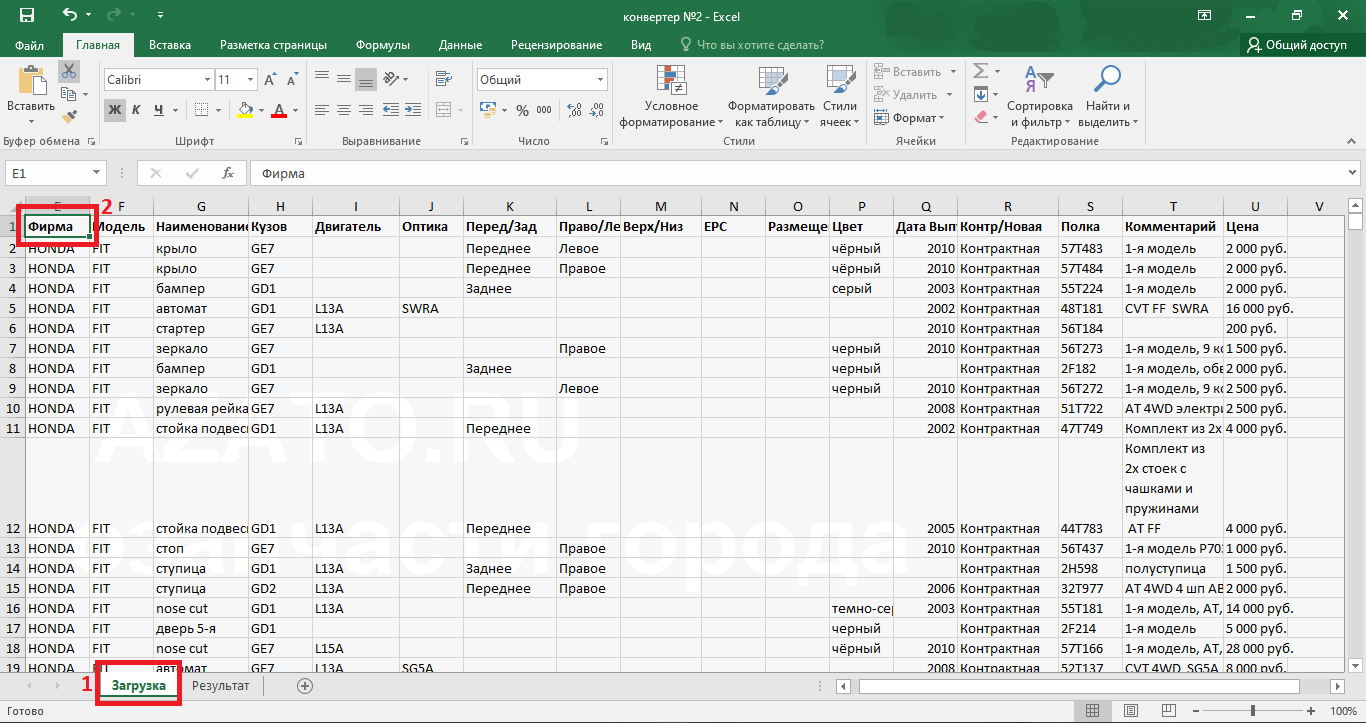 конвертер №2 - Excel
Файл Главная Вставка Разметка страницы Формулы Данные Рецензирование Вид Что вы хотите сделать? Общий доступ
Calibri 11 Общий
Вставить Ж К Ч А % 000 Условное форматирование Форматировать как таблицу Стили ячеек Вставить Удалить Формат Сортировка и фильтр Найти и выделить
Буфер обмена Шрифт Выравнивание Число Стили Ячейки Редактирование
E1 fx Фирма
E F G H I J K L M N O P Q R S T U V
2
1 Фирма Модель Наименование Кузов Двигатель Оптика Перед/Зад Право/Ле Верх/Низ EPC Размеще Цвет Дата Вып Контр/Новая Полка Комментарий Цена
2 HONDA FIT крыло GE7 Переднее Левое чёрный 2010 Контрактная 57T483 1-я модель 2 000 руб.
3 HONDA FIT крыло GE7 Переднее Правое чёрный 2010 Контрактная 57T484 1-я модель 2 000 руб.
4 HONDA FIT бампер GD1 Заднее серый 2003 Контрактная 55T224 1-я модель 2 000 руб.
5 HONDA FIT автомат GD1 L13A SWRA 2002 Контрактная 48T181 CVT FF SWRA 16 000 руб.
6 HONDA FIT стартер GE7 L13A 2010 Контрактная 56T184 200 руб.
7 HONDA FIT зеркало GE7 Правое черный 2010 Контрактная 56T273 1-я модель, 9 ко 1 500 руб.
8 HONDA FIT бампер GD1 Заднее черный Контрактная 2F182 1-я модель, обв 2 000 руб.
9 HONDA FIT зеркало GE7 Левое черный 2010 Контрактная 56T272 1-я модель, 9 ко 2 500 руб.
10 HONDA FIT рулевая рейка GE7 L13A 2008 Контрактная 51T722 AT 4WD электри 2 500 руб.
11 HONDA FIT стойка подвес GD1 L13A Переднее 2002 Контрактная 47T749 Комплект из 2х 4 000 руб.
Комплект из
2х стоек с
чашками и
пружинами
12 HONDA FIT стойка подвес GD1 L13A Переднее 2005 Контрактная 44T783 AT FF 4 000 руб.
13 HONDA FIT стоп GE7 Правое 2010 Контрактная 56T437 1-я модель P70 1 000 руб.
14 HONDA FIT ступица GD1 L13A Заднее Правое Контрактная 2H598 полуступица 1 500 руб.
15 HONDA FIT ступица GD2 L13A Переднее Правое 2006 Контрактная 32T977 AT 4WD 4 шп AB 2 000 руб.
16 HONDA FIT nose cut GD1 L13A темно-сер 2003 Контрактная 55T181 1-я модель, AT, 14 000 руб.
17 HONDA FIT дверь 5-я GD1 черный Контрактная 2F214 1-я модель 5 000 руб.
18 HONDA FIT nose cut GE7 L15A чёрный 2010 Контрактная 57T166 1-я модель, AT, 28 000 руб.
19 HONDA FIT автомат GE7 L13A SG5A 2008 Контрактная 52T137 CVT 4WD SG5A 8 000 руб.
AZATO.RU
запчасти города
1 Загрузка Результат
Готово 100%